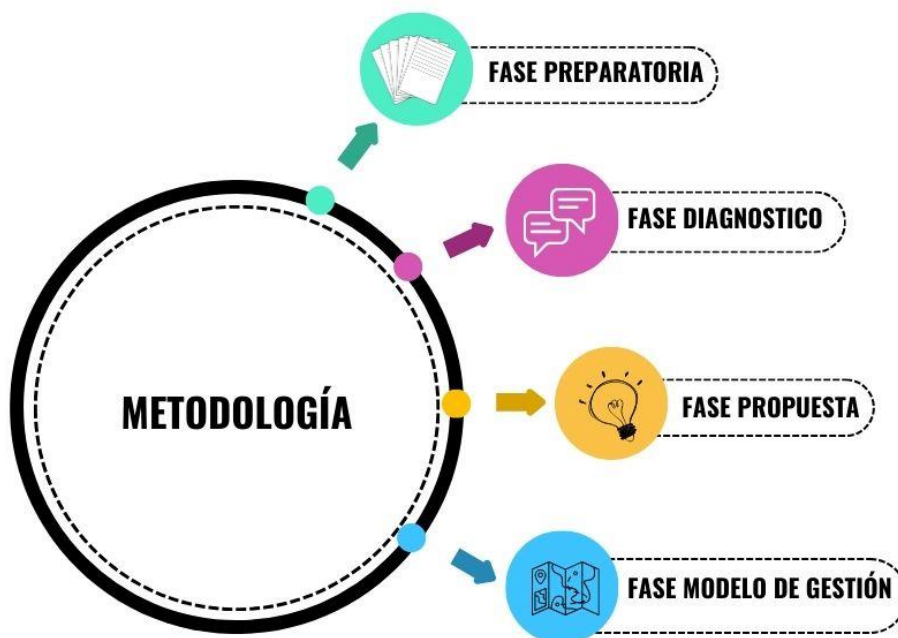 FASE PREPARATORIA
FASE DIAGNOSTICO
METODOLOGÍA
FASE PROPUESTA
FASE MODELO DE GESTIÓN